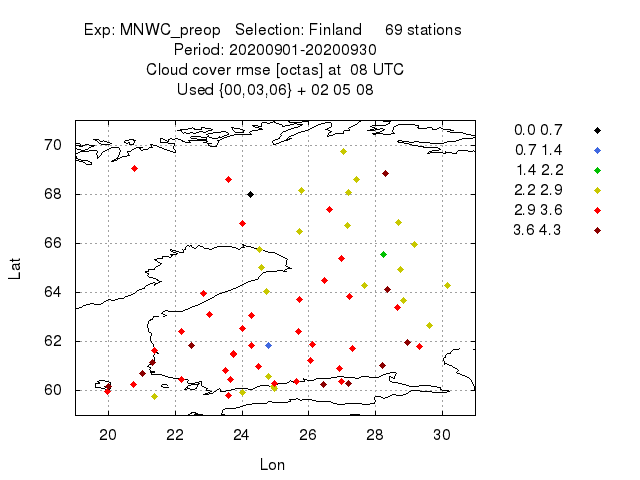 Exp: MNWC_preop Selection: Finland 69 stations
Period: 20200901-20200930
Cloud cover rmse [octas] at 08 UTC
Used {00,03,06} + 02 05 08
0.0 0.7
0.7 1.4
1.4 2.2
2.2 2.9
2.9 3.6
3.6 4.3
Lat
70
68
66
64
62
60
20 22 24 26 28 30
Lon